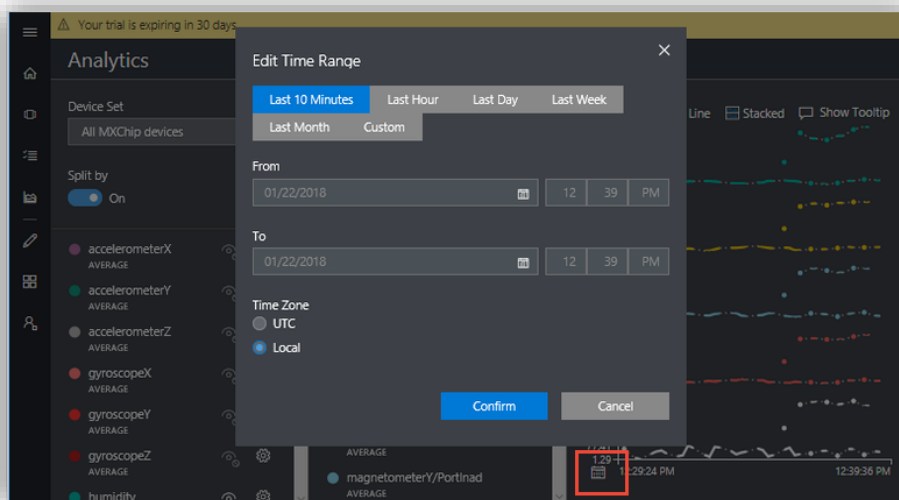 Your trial is expiring in 30 days
Analytics
Device Set
All MXChip devices
Split by
On
accelerometerX
AVERAGE
accelerometerY
AVERAGE
accelerometerZ
AVERAGE
gyroscopeX
AVERAGE
gyroscopeY
AVERAGE
gyroscopeZ
AVERAGE
humidity
Edit Time Range
Last 10 Minutes Last Hour Last Day Last Week
Last Month Custom
From
01/22/2018 12 39 PM
To
01/22/2018 12 39 PM
Time Zone
UTC
Local
Confirm Cancel
AVERAGE
magnetometerY/PortInad
AVERAGE
Line Stacked Show Tooltip
1.29
12:29:24 PM 12:39:36 PM